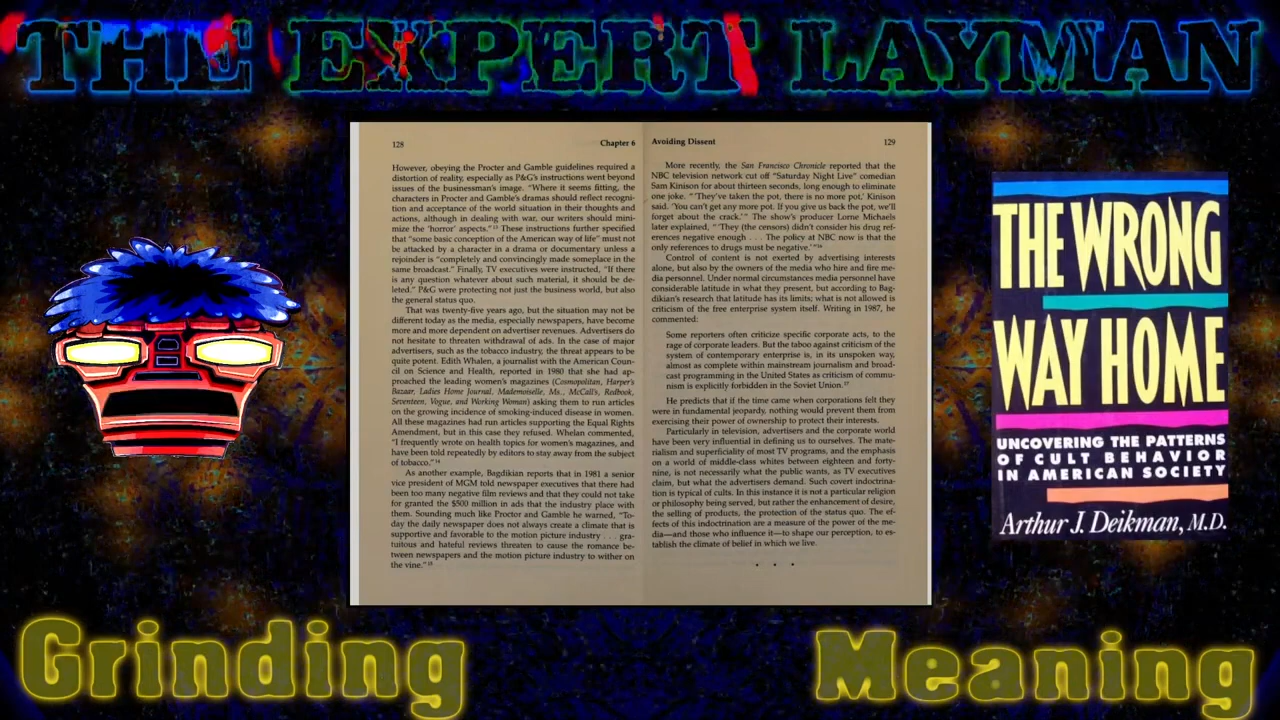 THE EXPERT LAYMAN
128
Chapter 6
However, obeying the Procter and Gamble guidelines required a
distortion of reality, especially as P&G's instructions went beyond
issues of the businessman's image. "Where it seems fitting, the
characters in Procter and Gamble's dramas should reflect recogni-
tion and acceptance of the world situation in their thoughts and
actions, although in dealing with war, our writers should mini-
mize the 'horror' aspects."13 These instructions further specified
that "some basic conception of the American way of life" must not
be attacked by a character in a drama or documentary unless a
rejoinder is "completely and convincingly made someplace in the
same broadcast." Finally, TV executives were instructed, "If there
is any question whatever about such material, it should be de-
leted." P&G were protecting not just the business world, but also
the general status quo.
That was twenty-five years ago, but the situation may not be
different today as the media, especially newspapers, have become
more and more dependent on advertiser revenues. Advertisers do
not hesitate to threaten withdrawal of ads. In the case of major
advertisers, such as the tobacco industry, the threat appears to be
quite potent. Edith Whalen, a journalist with the American Coun-
cil on Science and Health, reported in 1980 that she had ap-
proached the leading women's magazines (Cosmopolitan, Harper's
Bazaar, Ladies Home Journal, Mademoiselle, Ms., McCall's, Redbook,
Seventeen, Vogue, and Working Woman) asking them to run articles
on the growing incidence of smoking-induced disease in women.
All these magazines had run articles supporting the Equal Rights
Amendment, but in this case they refused. Whelan commented,
"I frequently wrote on health topics for women's magazines, and
have been told repeatedly by editors to stay away from the subject
of tobacco."14
As another example, Bagdikian reports that in 1981 a senior
vice president of MGM told newspaper executives that there had
been too many negative film reviews and that they could not take
for granted the $500 million in ads that the industry place with
them. Sounding much like Procter and Gamble he warned, "To-
day the daily newspaper does not always create a climate that is
supportive and favorable to the motion picture industry . . . gra-
tuitous and hateful reviews threaten to cause the romance be-
tween newspapers and the motion picture industry to wither on
the vine."15
Avoiding Dissent
129
More recently, the San Francisco Chronicle reported that the
NBC television network cut off "Saturday Night Live" comedian
Sam Kinison for about thirteen seconds, long enough to eliminate
one joke. "'They've taken the pot, there is no more pot,' Kinison
said. 'You can't get any more pot. If you give us back the pot, we'll
forget about the crack.'" The show's producer Lorne Michaels
later explained, "'They (the censors) didn't consider his drug ref-
erences negative enough . . . The policy at NBC now is that the
only references to drugs must be negative.'"16
Control of content is not exerted by advertising interests
alone, but also by the owners of the media who hire and fire me-
dia personnel. Under normal circumstances media personnel have
considerable latitude in what they present, but according to Bag-
dikian's research that latitude has its limits; what is not allowed is
criticism of the free enterprise system itself. Writing in 1987, he
commented:
Some reporters often criticize specific corporate acts, to the
rage of corporate leaders. But the taboo against criticism of the
system of contemporary enterprise is, in its unspoken way,
almost as complete within mainstream journalism and broad-
cast programming in the United States as criticism of commu-
nism is explicitly forbidden in the Soviet Union.17
He predicts that if the time came when corporations felt they
were in fundamental jeopardy, nothing would prevent them from
exercising their power of ownership to protect their interests.
Particularly in television, advertisers and the corporate world
have been very influential in defining us to ourselves. The mate-
rialism and superficiality of most TV programs, and the emphasis
on a world of middle-class whites between eighteen and forty-
nine, is not necessarily what the public wants, as TV executives
claim, but what the advertisers demand. Such covert indoctrina-
tion is typical of cults. In this instance it is not a particular religion
or philosophy being served, but rather the enhancement of desire,
the selling of products, the protection of the status quo. The ef-
fects of this indoctrination are a measure of the power of the me-
dia—and those who influence it—to shape our perception, to es-
tablish the climate of belief in which we live.
. . .
THE WRONG
WAY HOME
UNCOVERING THE PATTERNS
OF CULT BEHAVIOR
IN AMERICAN SOCIETY
Arthur J. Deikman, M.D.
Grinding
Meaning